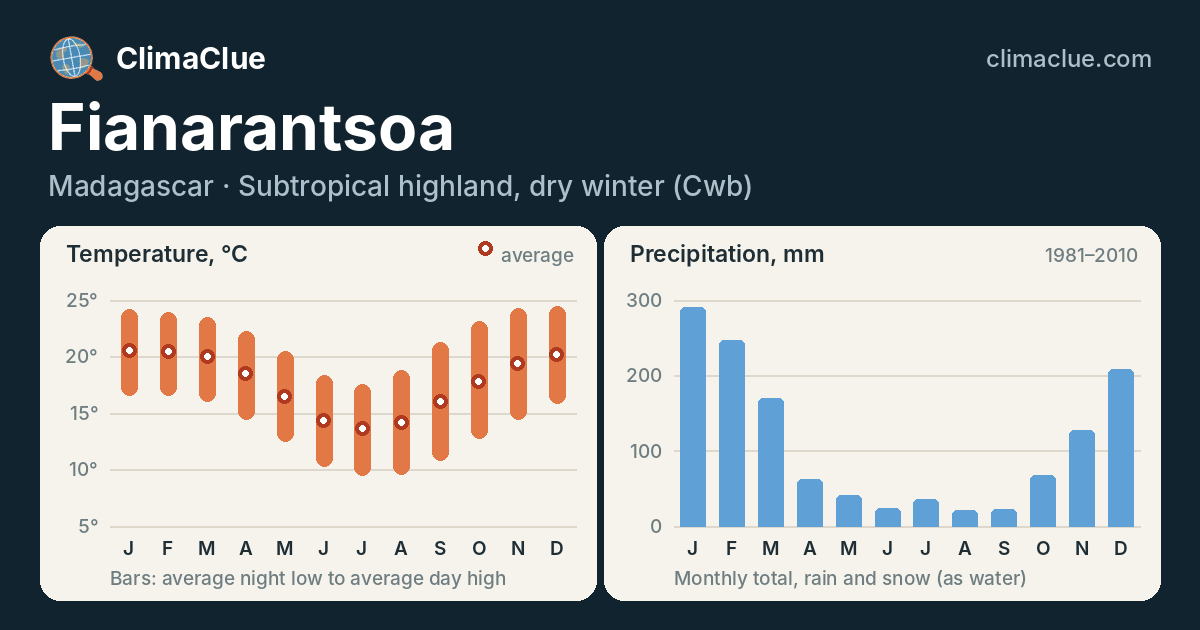 ClimaClue
climaclue.com
Fianarantsoa
Madagascar · Subtropical highland, dry winter (Cwb)
Temperature, °C
average
25°
20°
15°
10°
5°
J F M A M J J A S O N D
Bars: average night low to average day high
Precipitation, mm
1981–2010
300
200
100
0
J F M A M J J A S O N D
Monthly total, rain and snow (as water)